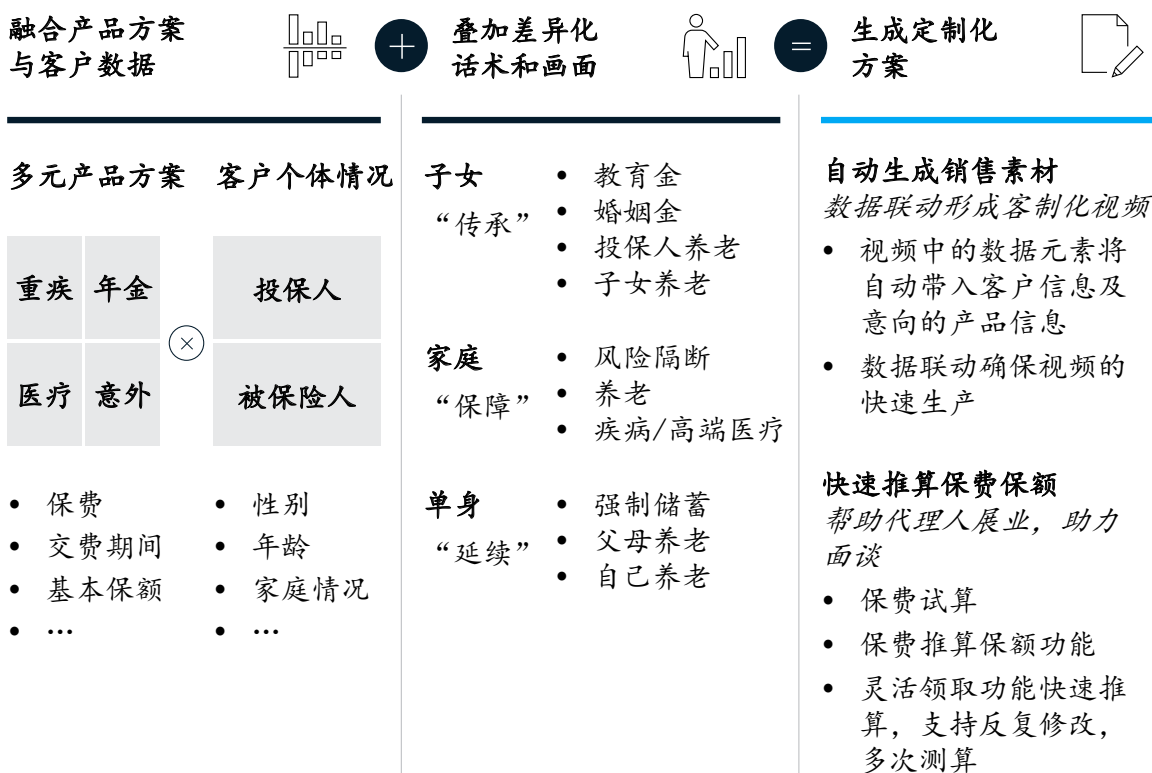 融合产品方案
与客户数据
+
叠加差异化
话术和画面
=
生成定制化
方案
多元产品方案
客户个体情况
重疾
年金
医疗
意外
×
投保人
被保险人
• 保费
• 交费期间
• 基本保额
• …
• 性别
• 年龄
• 家庭情况
• …
子女
“传承”
• 教育金
• 婚姻金
• 投保人养老
• 子女养老
家庭
“保障”
• 风险隔断
• 养老
• 疾病/高端医疗
单身
“延续”
• 强制储蓄
• 父母养老
• 自己养老
自动生成销售素材
数据联动形成客制化视频
• 视频中的数据元素将
自动带入客户信息及
意向的产品信息
• 数据联动确保视频的
快速生产
快速推算保费保额
帮助代理人展业，助力
面谈
• 保费试算
• 保费推算保额功能
• 灵活领取功能快速推
算，支持反复修改，
多次测算